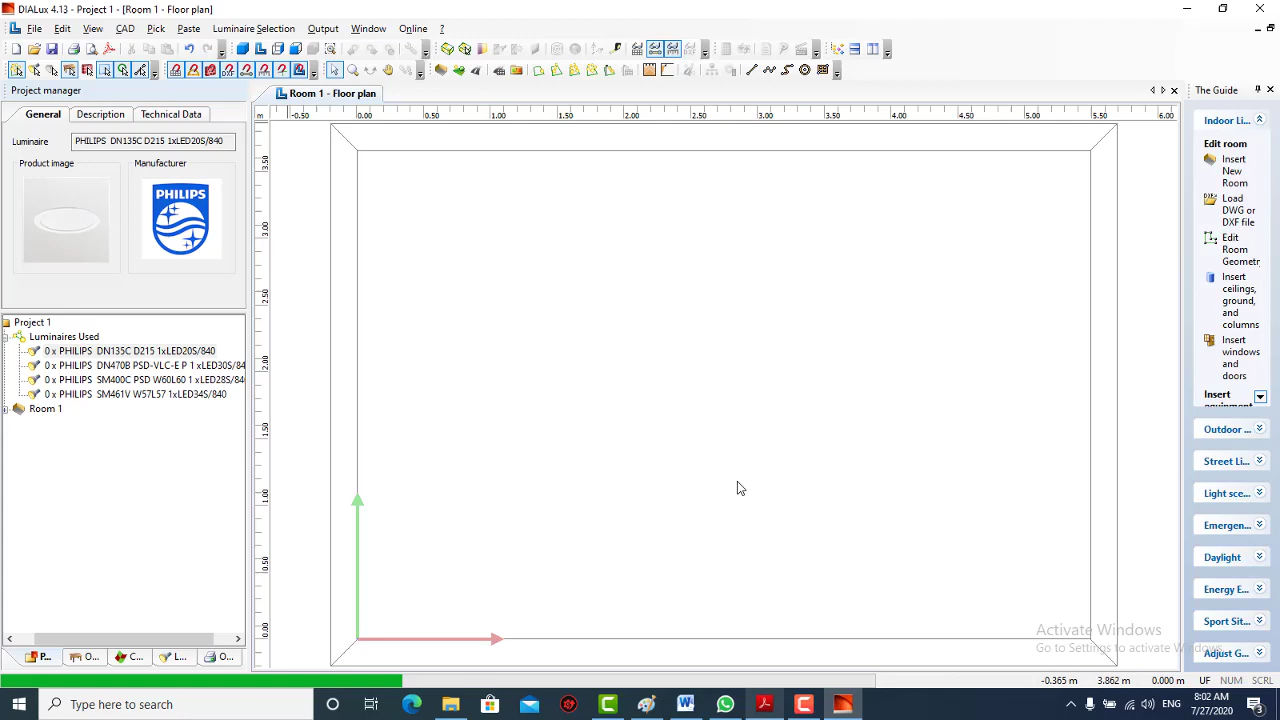 DIALux 4.13 - Project 1 - [Room 1 - Floor plan]
File Edit View CAD Pick Paste Luminaire Selection Output Window Online ?
Project manager
General Description Technical Data
Luminaire PHILIPS DN135C D215 1xLED20S/840
Product image Manufacturer
PHILIPS
Project 1
Luminaires Used
0 x PHILIPS DN135C D215 1xLED20S/840
0 x PHILIPS DN470B PSD-VLC-E P 1 xLED30S/84
0 x PHILIPS SM400C PSD W60L60 1 xLED28S/84
0 x PHILIPS SM461V W57L57 1xLED34S/840
Room 1
P... O... C... L... O...
Room 1 - Floor plan
m -0.50 0.00 0.50 1.00 1.50 2.00 2.50 3.00 3.50 4.00 4.50 5.00 5.50 6.00
3.50
3.00
2.50
2.00
1.50
1.00
0.50
0.00
The Guide
Indoor Li...
Edit room
Insert
New
Room
Load
DWG or
DXF file
Edit
Room
Geometr
Insert
ceilings,
ground,
and
columns
Insert
windows
and
doors
Insert
Outdoor ...
Street Li...
Light sce...
Emergen...
Daylight
Energy E...
Sport Sit...
Adjust G...
Activate Windows
Go to Settings to activate Windows.
-0.365 m 3.862 m 0.000 m UF NUM SCRL
Type here to search
ENG
8:02 AM
7/27/2020
3